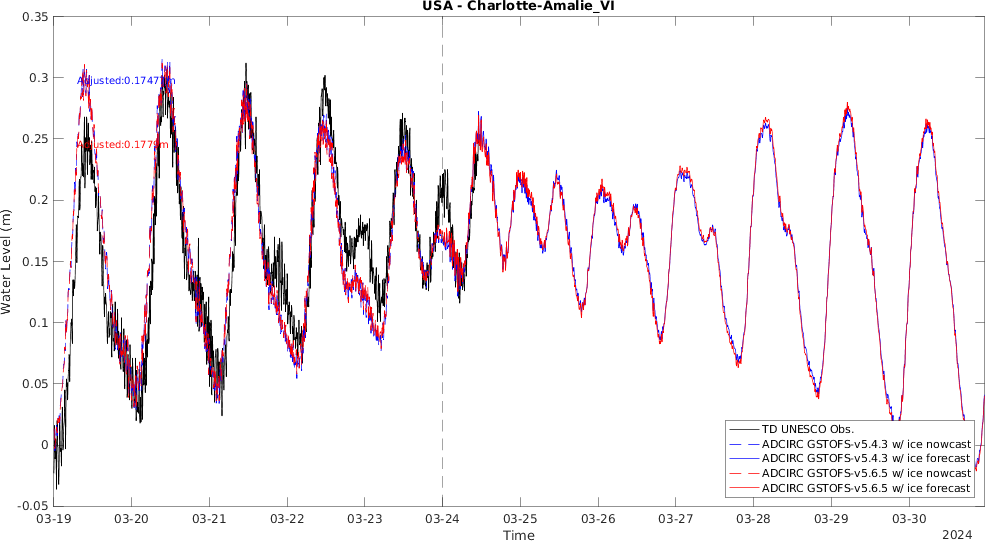 USA - Charlotte-Amalie_VI
0.35
0.3
0.25
0.2
0.15
0.1
0.05
0
-0.05
Water Level (m)
Adjusted:0.17477m
Adjusted:0.1779m
TD UNESCO Obs.
ADCIRC GSTOFS-v5.4.3 w/ ice nowcast
ADCIRC GSTOFS-v5.4.3 w/ ice forecast
ADCIRC GSTOFS-v5.6.5 w/ ice nowcast
ADCIRC GSTOFS-v5.6.5 w/ ice forecast
03-19 03-20 03-21 03-22 03-23 03-24 03-25 03-26 03-27 03-28 03-29 03-30
Time
2024